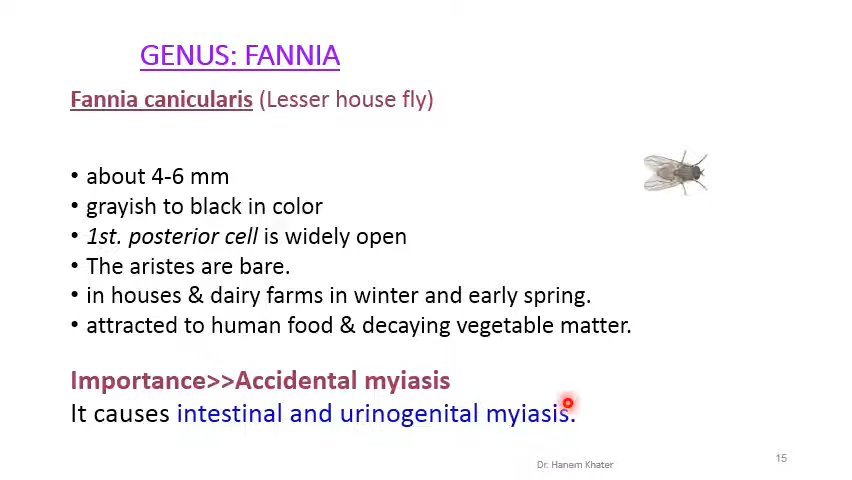 GENUS: FANNIA
Fannia canicularis (Lesser house fly)
• about 4-6 mm
• grayish to black in color
• 1st. posterior cell is widely open
• The aristes are bare.
• in houses & dairy farms in winter and early spring.
• attracted to human food & decaying vegetable matter.
Importance>>Accidental myiasis
It causes intestinal and urinogenital myiasis.
Dr. Hanem Khater
15